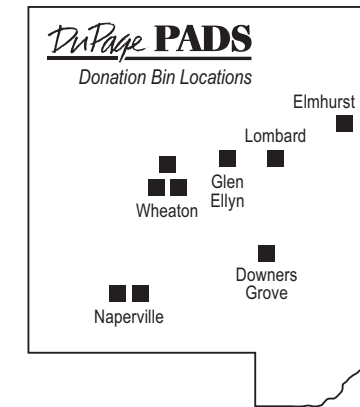 DuPage PADS
Donation Bin Locations
Elmhurst
Lombard
Glen
Ellyn
Wheaton
Downers
Grove
Naperville